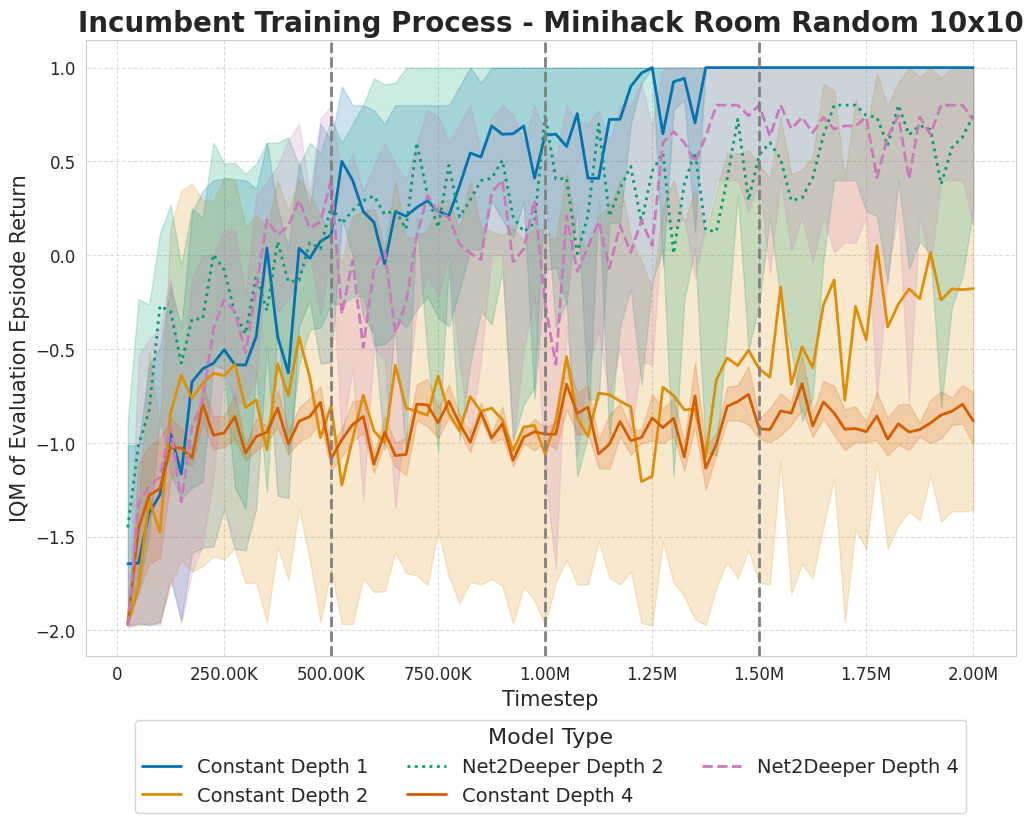 Incumbent Training Process - Minihack Room Random 10x10
IQM of Evaluation Epsiode Return
1.0
0.5
0.0
−0.5
−1.0
−1.5
−2.0
0 250.00K 500.00K 750.00K 1.00M 1.25M 1.50M 1.75M 2.00M
Timestep
Model Type
Constant Depth 1 Net2Deeper Depth 2 Net2Deeper Depth 4
Constant Depth 2 Constant Depth 4